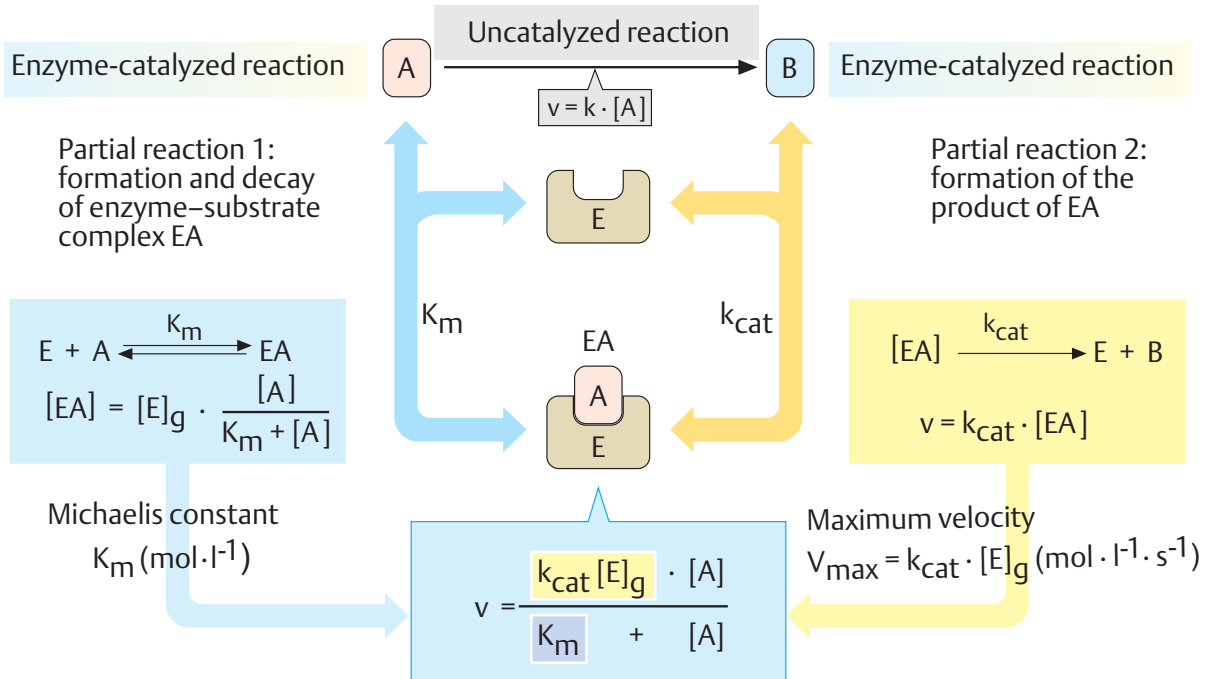 Uncatalyzed reaction
Enzyme-catalyzed reaction
A
B
Enzyme-catalyzed reaction
v = k · [A]
Partial reaction 1:
formation and decay
of enzyme–substrate
complex EA
E
Partial reaction 2:
formation of the
product of EA
Km
kcat
E + A Km EA
[EA] = [E]g · [A]
Km + [A]
EA
A
E
[EA] kcat E + B
v = kcat · [EA]
Michaelis constant
Km (mol·l-1)
v = kcat [E]g · [A]
Km + [A]
Maximum velocity
Vmax = kcat · [E]g (mol · l-1 · s-1)